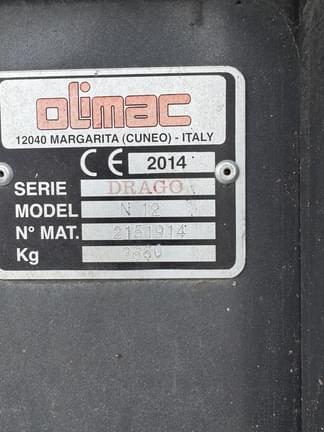 olimac
12040 MARGARITA (CUNEO) - ITALY
CE 2014
SERIE DRAGO
MODEL N 12
N° MAT. 2151914
Kg